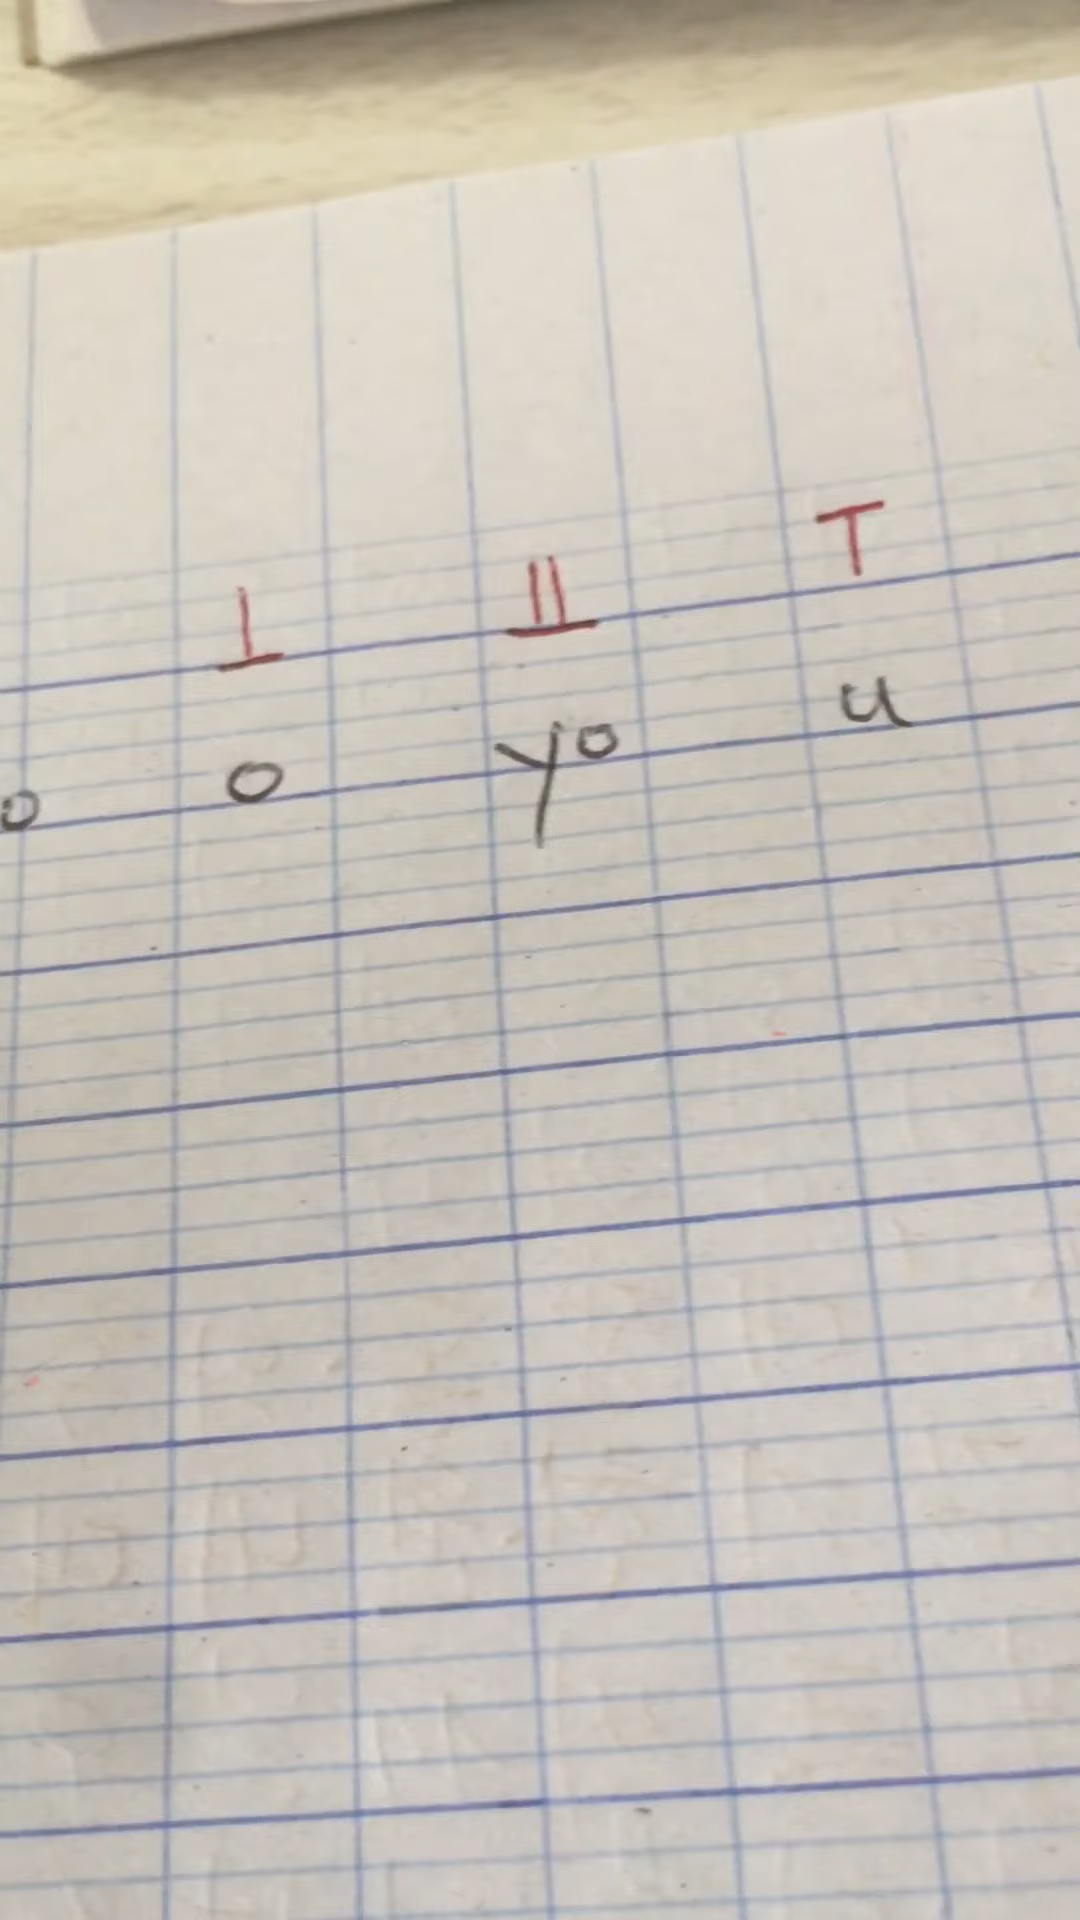 ㅗ ㅛ ㅜ
o o yo u